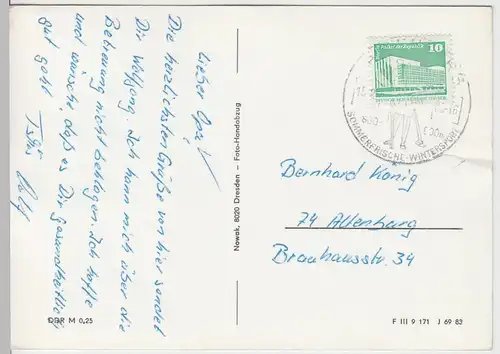 Lieber Opi!
Die herzlichsten Grüße von hier sendet
Dir Wolfgang. Ich kann mich über die
Betreuung nicht beklagen. Ich hoffe
und wünsche daß es Dir gesundheitlich
gut geht
Tschüß
Nowak, 8020 Dresden – Foto-Handabzug
Palast der Republik
10
SOMMERFRISCHE-WINTERSPORT
Bernhard König
74 Altenburg
Brauhausstr. 34
DDR M 0,25
F III 9 171 J 69 83